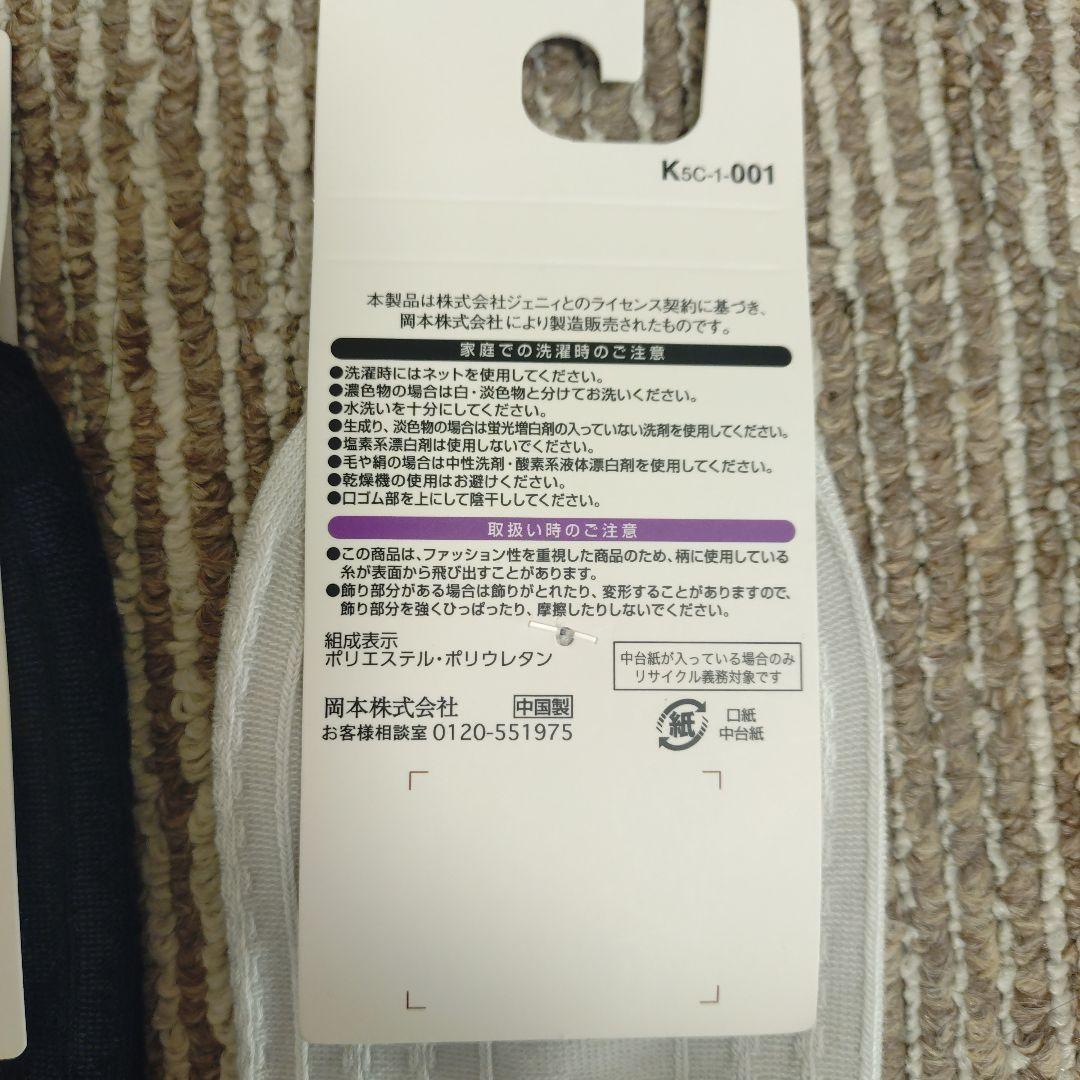 K5C-1-001
本製品は株式会社ジェニィとのライセンス契約に基づき、
岡本株式会社により製造販売されたものです。
家庭での洗濯時のご注意
●洗濯時にはネットを使用してください。
●濃色物の場合は白・淡色物と分けてお洗いください。
●水洗いを十分にしてください。
●生成り、淡色物の場合は蛍光増白剤の入っていない洗剤を使用してください。
●塩素系漂白剤は使用しないでください。
●毛や絹の場合は中性洗剤・酸素系液体漂白剤を使用してください。
●乾燥機の使用はお避けください。
●口ゴム部を上にして陰干ししてください。
取扱い時のご注意
●この商品は、ファッション性を重視した商品のため、柄に使用している
糸が表面から飛び出すことがあります。
●飾り部分がある場合は飾りがとれたり、変形することがありますので、
飾り部分を強くひっぱったり、摩擦したりしないでください。
組成表示
ポリエステル・ポリウレタン
中台紙が入っている場合のみ
リサイクル義務対象です
岡本株式会社 中国製
お客様相談室 0120-551975
紙
口紙
中台紙